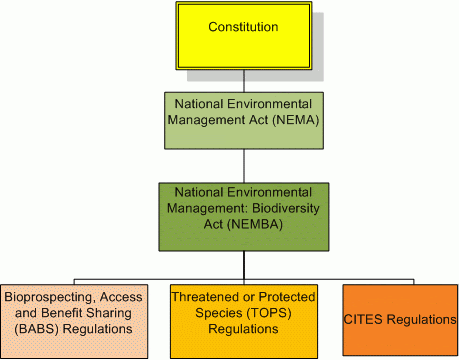 Constitution
National Environmental
Management Act (NEMA)
National Environmental
Management: Biodiversity
Act (NEMBA)
Bioprospecting, Access
and Benefit Sharing
(BABS) Regulations
Threatened or Protected
Species (TOPS)
Regulations
CITES Regulations